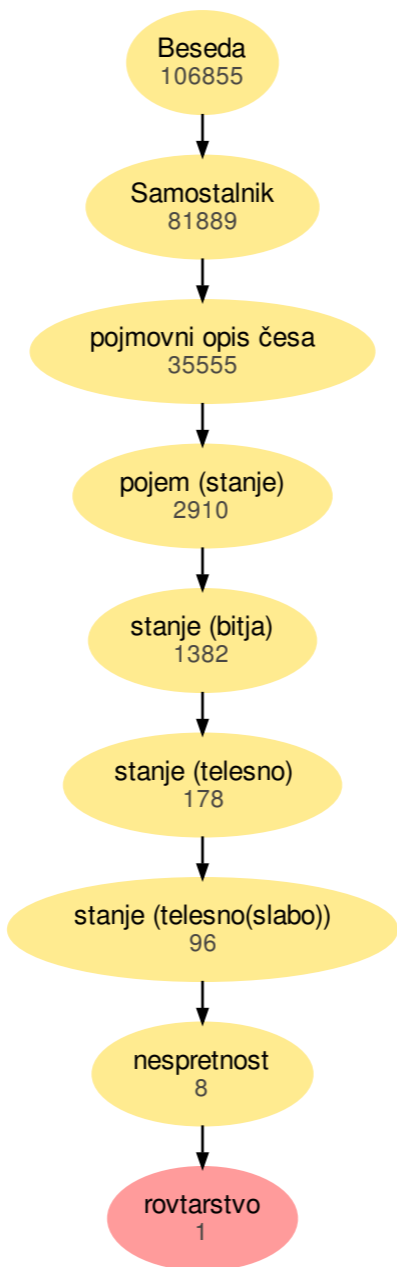 Beseda
106855
Samostalnik
81889
pojmovni opis česa
35555
pojem (stanje)
2910
stanje (bitja)
1382
stanje (telesno)
178
stanje (telesno(slabo))
96
nespretnost
8
rovtarstvo
1